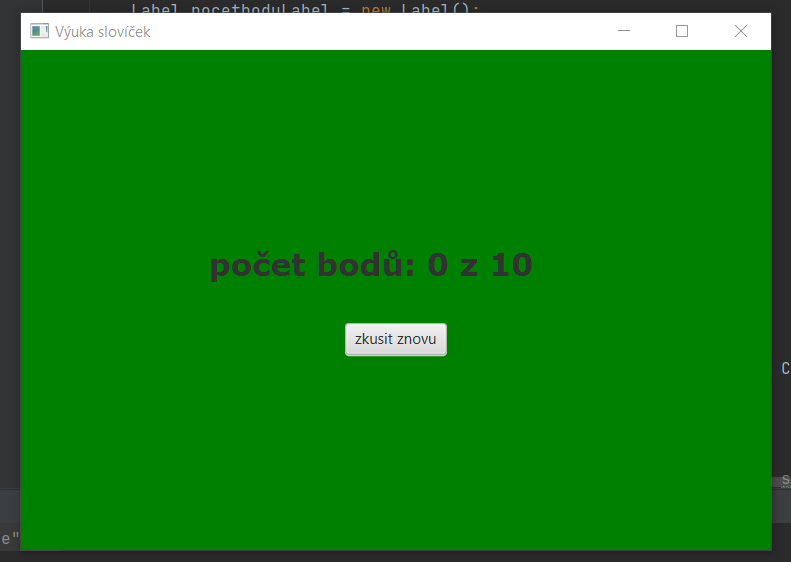 Label pocetboduLabel = new Label();
Výuka slovíček
počet bodů: 0 z 10
zkusit znovu
C
s
e"